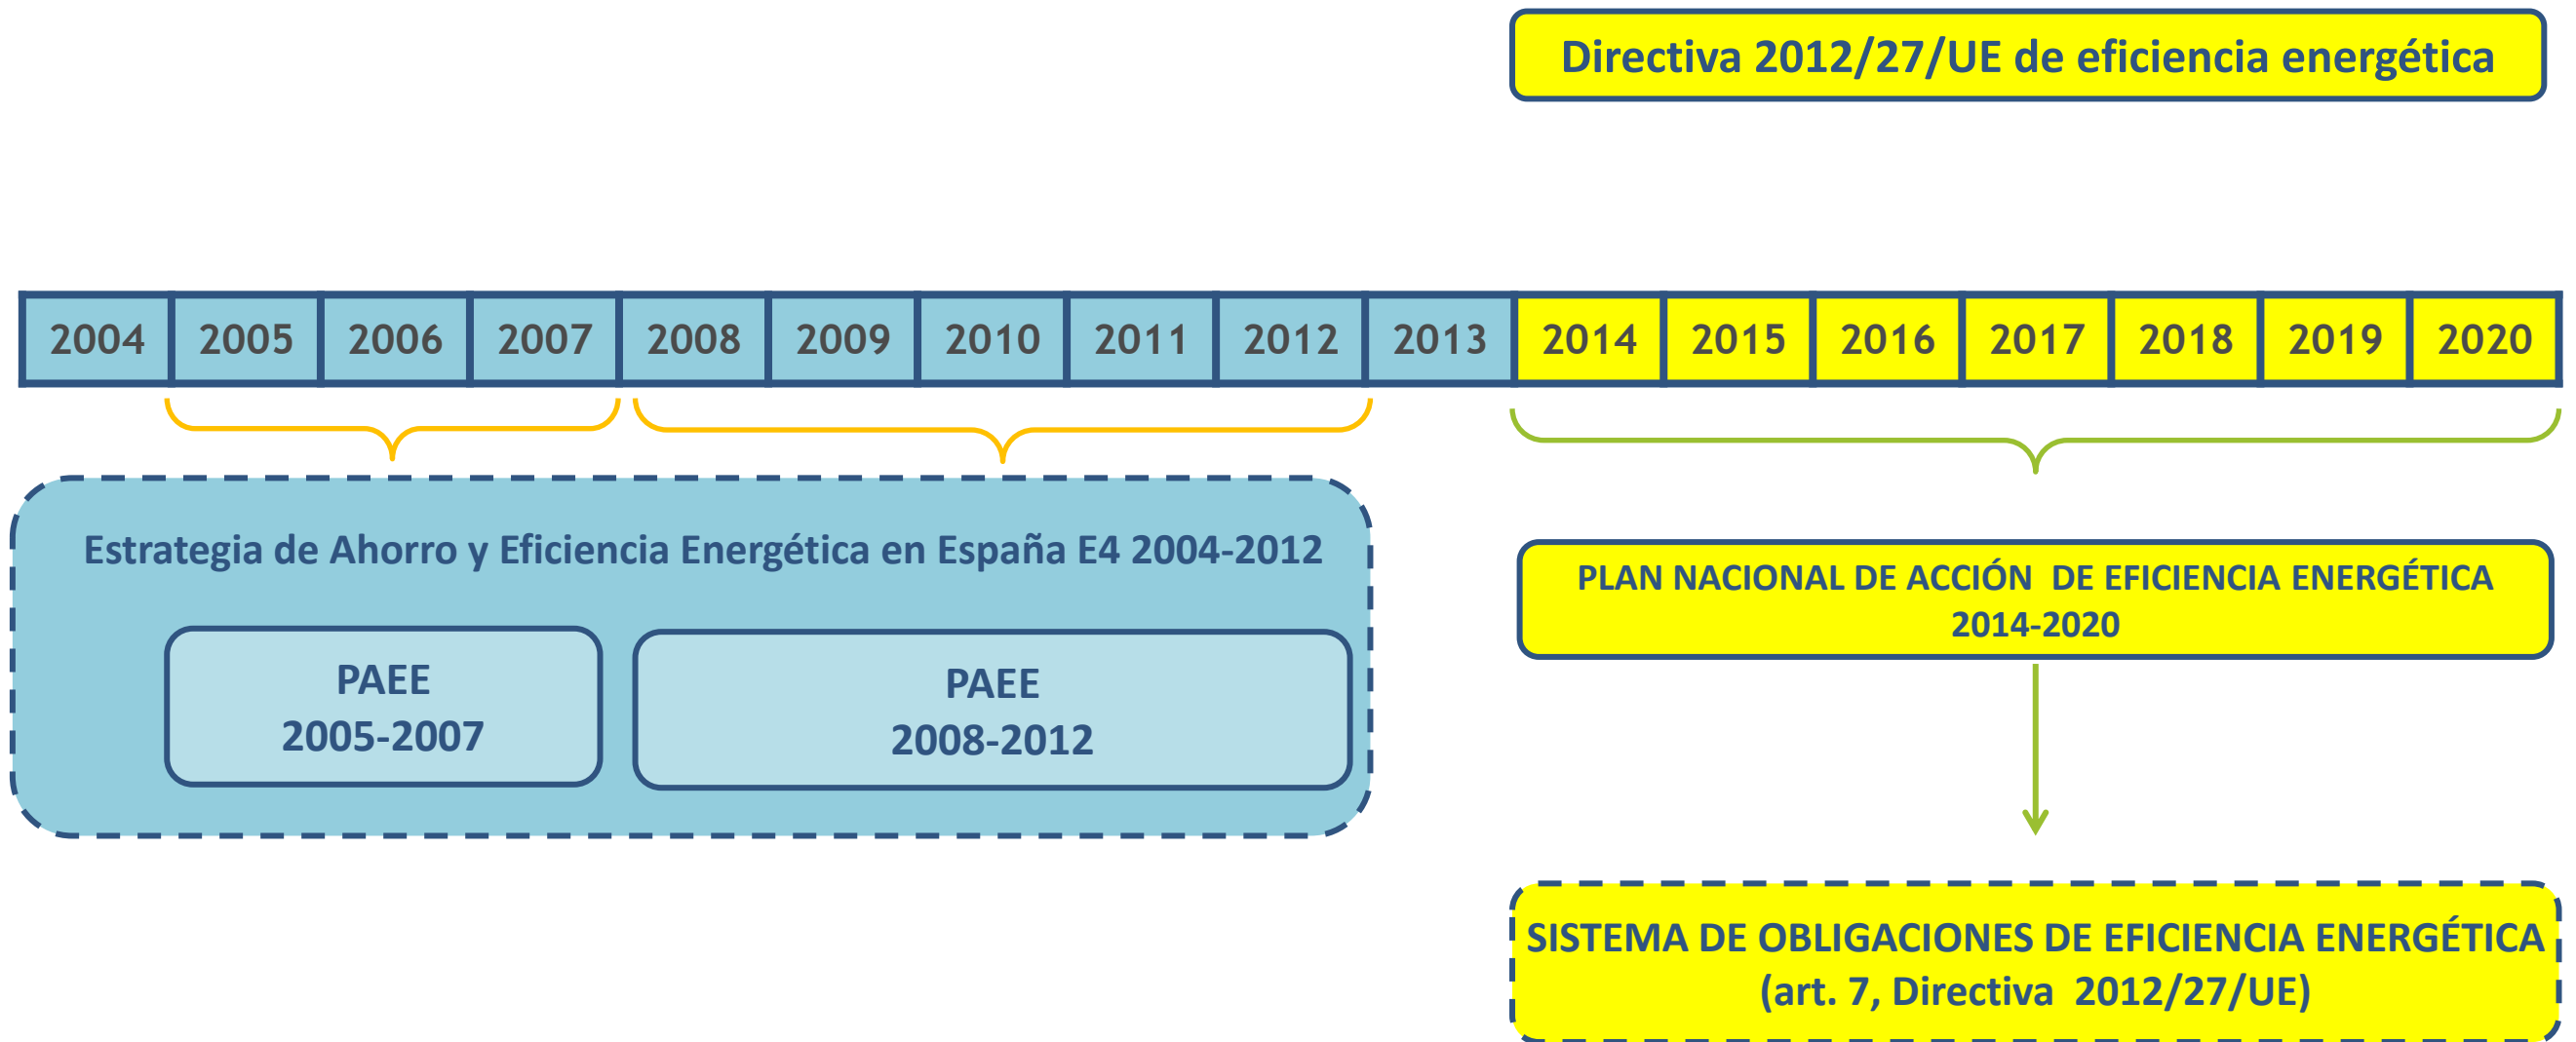 Directiva 2012/27/UE de eficiencia energética
2004 2005 2006 2007 2008 2009 2010 2011 2012 2013 2014 2015 2016 2017 2018 2019 2020
Estrategia de Ahorro y Eficiencia Energética en España E4 2004-2012
PAEE
2005-2007
PAEE
2008-2012
PLAN NACIONAL DE ACCIÓN DE EFICIENCIA ENERGÉTICA
2014-2020
SISTEMA DE OBLIGACIONES DE EFICIENCIA ENERGÉTICA
(art. 7, Directiva 2012/27/UE)